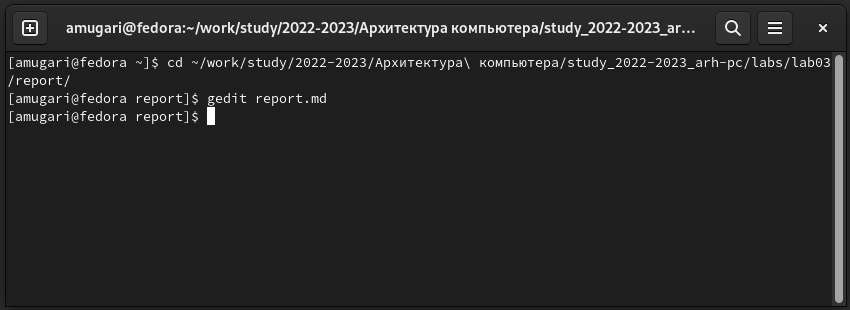 amugari@fedora:~/work/study/2022-2023/Архитектура компьютера/study_2022-2023_ar...
[amugari@fedora ~]$ cd ~/work/study/2022-2023/Архитектура\ компьютера/study_2022-2023_arh-pc/labs/lab03
/report/
[amugari@fedora report]$ gedit report.md
[amugari@fedora report]$